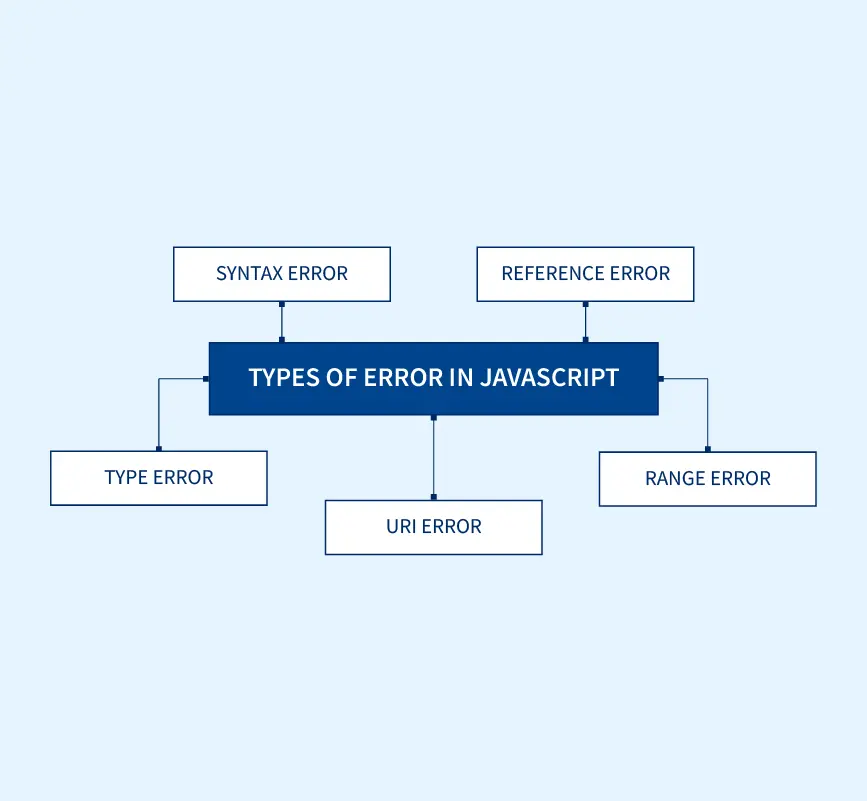 SYNTAX ERROR
REFERENCE ERROR
TYPES OF ERROR IN JAVASCRIPT
TYPE ERROR
RANGE ERROR
URI ERROR